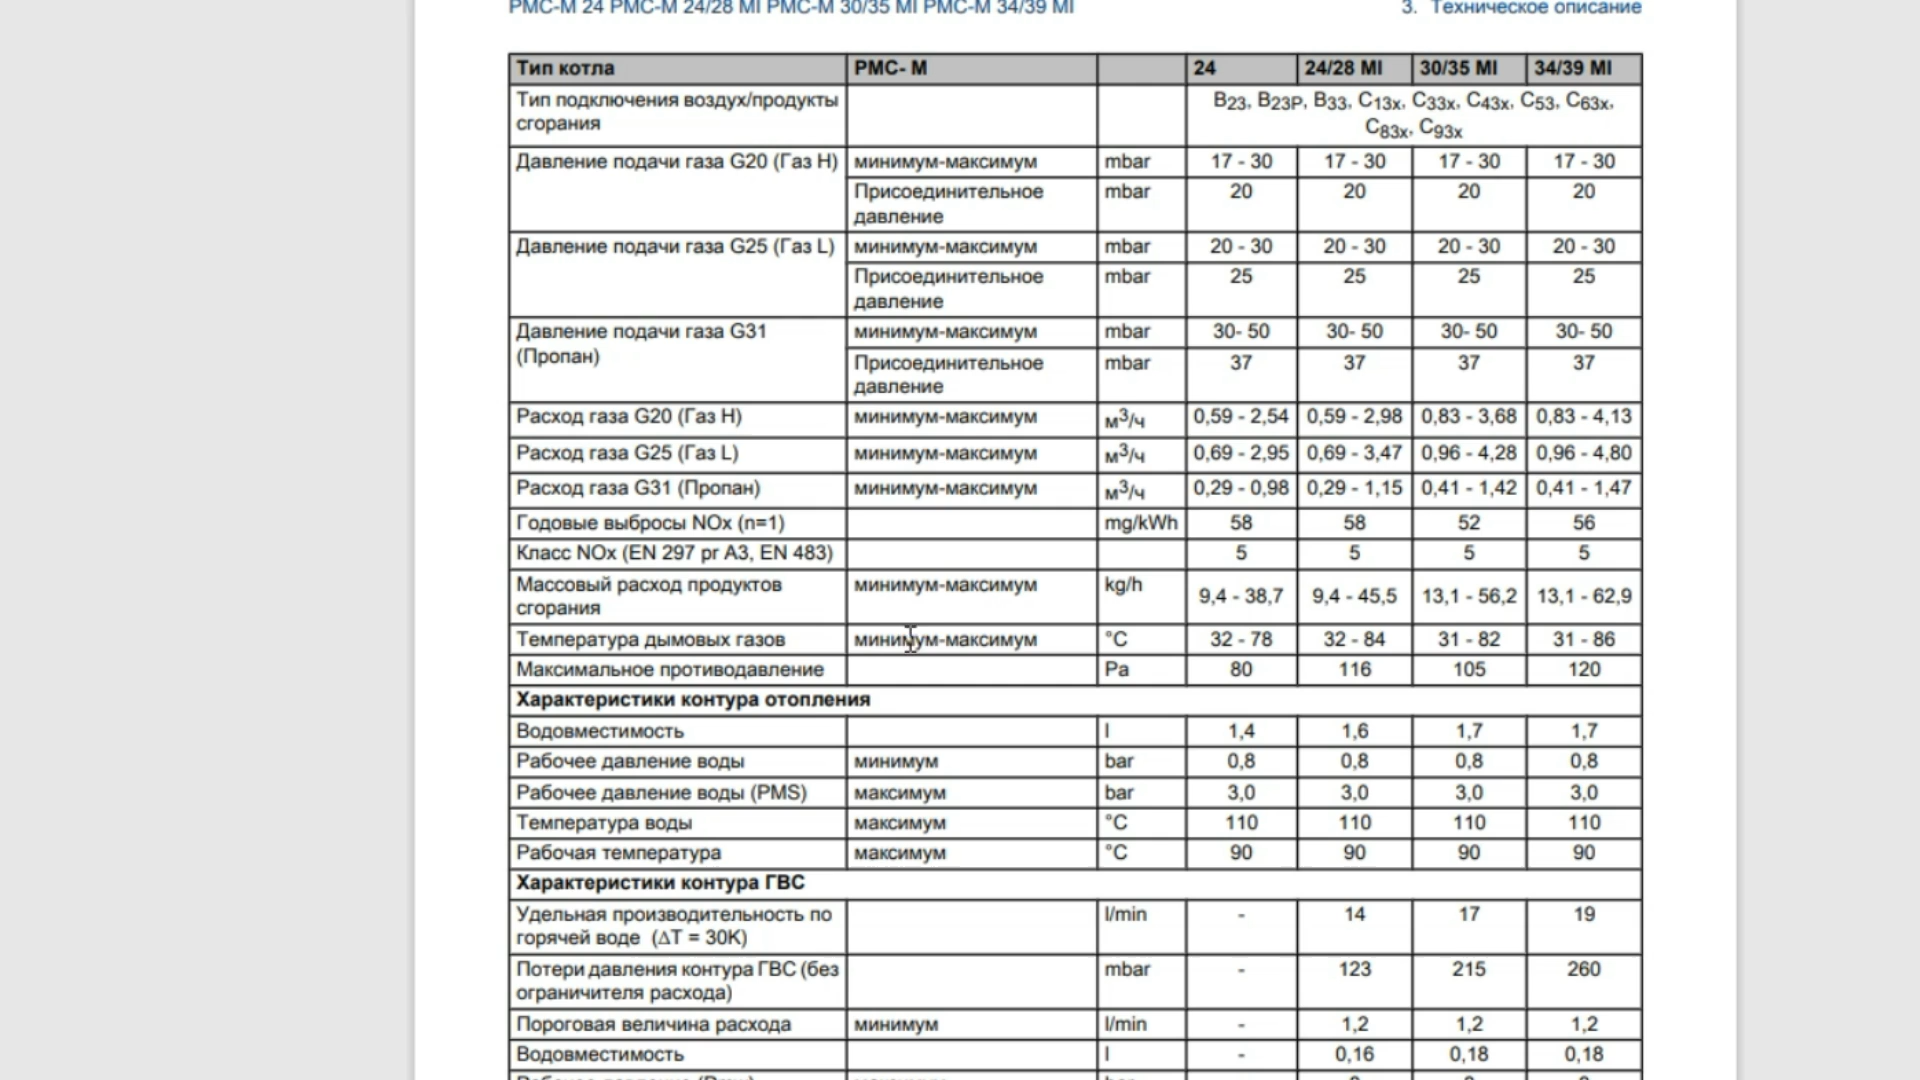 PMC-M 24 PMC-M 24/28 MI PMC-M 30/35 MI PMC-M 34/39 MI 3. Техническое описание
Тип котла PMC- M 24 24/28 MI 30/35 MI 34/39 MI
Тип подключения воздух/продукты сгорания B23, B23P, B33, C13x, C33x, C43x, C53, C63x,
C83x, C93x
Давление подачи газа G20 (Газ H) минимум-максимум mbar 17 - 30 17 - 30 17 - 30 17 - 30
Присоединительное давление mbar 20 20 20 20
Давление подачи газа G25 (Газ L) минимум-максимум mbar 20 - 30 20 - 30 20 - 30 20 - 30
Присоединительное давление mbar 25 25 25 25
Давление подачи газа G31 (Пропан) минимум-максимум mbar 30- 50 30- 50 30- 50 30- 50
Присоединительное давление mbar 37 37 37 37
Расход газа G20 (Газ H) минимум-максимум м3/ч 0,59 - 2,54 0,59 - 2,98 0,83 - 3,68 0,83 - 4,13
Расход газа G25 (Газ L) минимум-максимум м3/ч 0,69 - 2,95 0,69 - 3,47 0,96 - 4,28 0,96 - 4,80
Расход газа G31 (Пропан) минимум-максимум м3/ч 0,29 - 0,98 0,29 - 1,15 0,41 - 1,42 0,41 - 1,47
Годовые выбросы NOx (n=1) mg/kWh 58 58 52 56
Класс NOx (EN 297 pr A3, EN 483) 5 5 5 5
Массовый расход продуктов сгорания минимум-максимум kg/h 9,4 - 38,7 9,4 - 45,5 13,1 - 56,2 13,1 - 62,9
Температура дымовых газов минимум-максимум °C 32 - 78 32 - 84 31 - 82 31 - 86
Максимальное противодавление Pa 80 116 105 120
Характеристики контура отопления
Водовместимость l 1,4 1,6 1,7 1,7
Рабочее давление воды минимум bar 0,8 0,8 0,8 0,8
Рабочее давление воды (PMS) максимум bar 3,0 3,0 3,0 3,0
Температура воды максимум °C 110 110 110 110
Рабочая температура максимум °C 90 90 90 90
Характеристики контура ГВС
Удельная производительность по горячей воде (ΔT = 30K) l/min - 14 17 19
Потери давления контура ГВС (без ограничителя расхода) mbar - 123 215 260
Пороговая величина расхода минимум l/min - 1,2 1,2 1,2
Водовместимость l - 0,16 0,18 0,18